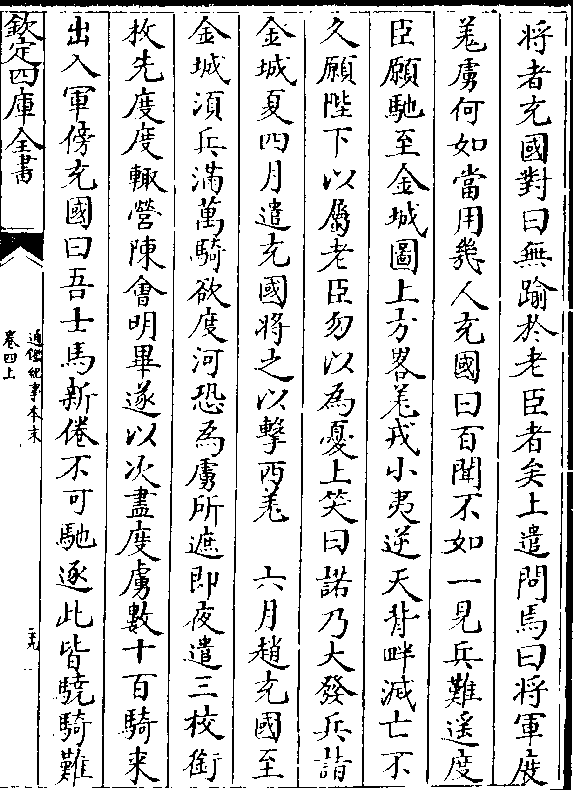 将者充國對曰無踰於老臣者矣上遣問焉曰將軍度
羗虜何如當用幾人充國曰百聞不如一見兵難遥度
臣願馳至金城圖上方畧羗戎小夷逆天背畔滅亡不
久願陛下以屬老臣勿以為憂上笑曰諾乃大發兵詣
金城夏四月遣充國將之以擊西羗　六月趙充國至
金城湏兵滿萬騎欲度河恐為虜所遮即夜遣三校銜
枚先度度輒營陳會明畢遂以次盡度虜數十百騎来
出入軍傍充國曰吾士馬新倦不可馳逐此皆驍騎難
欽定四庫全書
通鑑紀事本末
卷四上